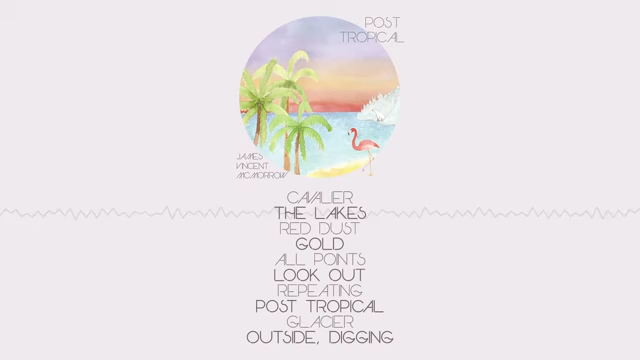 POST
TROPICAL
JAMES
VINCENT
MCMORROW
CAVALIER
THE LAKES
RED DUST
GOLD
ALL POINTS
LOOK OUT
REPEATING
POST TROPICAL
GLACIER
OUTSIDE, DIGGING